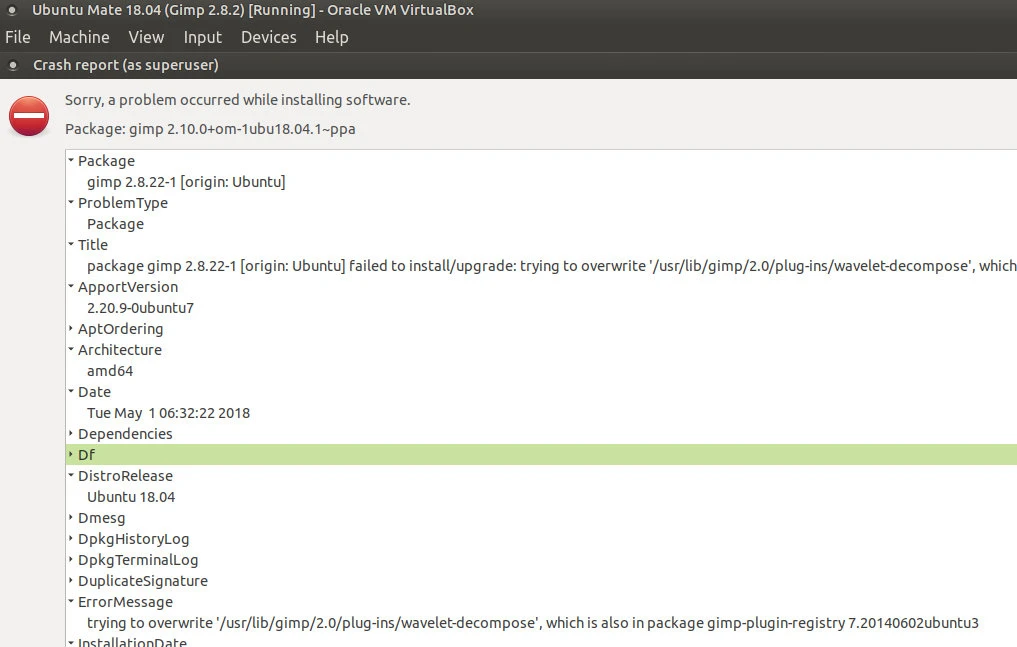 Ubuntu Mate 18.04 (Gimp 2.8.2) [Running] - Oracle VM VirtualBox
File Machine View Input Devices Help
Crash report (as superuser)
Sorry, a problem occurred while installing software.
Package: gimp 2.10.0+om-1ubu18.04.1~ppa
Package
gimp 2.8.22-1 [origin: Ubuntu]
ProblemType
Package
Title
package gimp 2.8.22-1 [origin: Ubuntu] failed to install/upgrade: trying to overwrite '/usr/lib/gimp/2.0/plug-ins/wavelet-decompose', which
ApportVersion
2.20.9-0ubuntu7
AptOrdering
Architecture
amd64
Date
Tue May  1 06:32:22 2018
Dependencies
Df
DistroRelease
Ubuntu 18.04
Dmesg
DpkgHistoryLog
DpkgTerminalLog
DuplicateSignature
ErrorMessage
trying to overwrite '/usr/lib/gimp/2.0/plug-ins/wavelet-decompose', which is also in package gimp-plugin-registry 7.20140602ubuntu3
InstallationDate